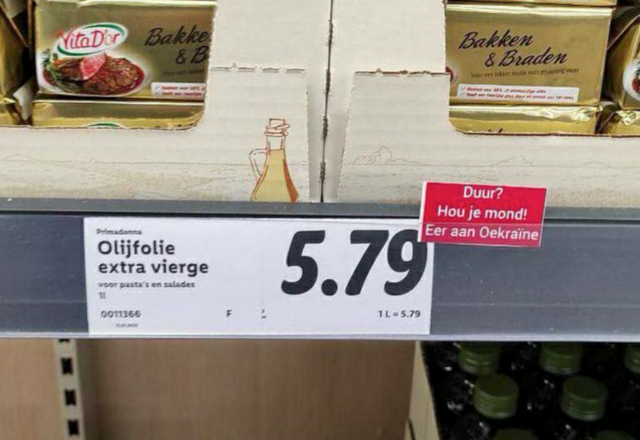 Vita D'or
Bakken
& B
Bakken
& Braden
Duur?
Hou je mond!
Eer aan Oekraïne
Primadonna
Olijfolie
extra vierge
voor pasta's en salades
1l
5.79
0011366
F
1 L = 5.79